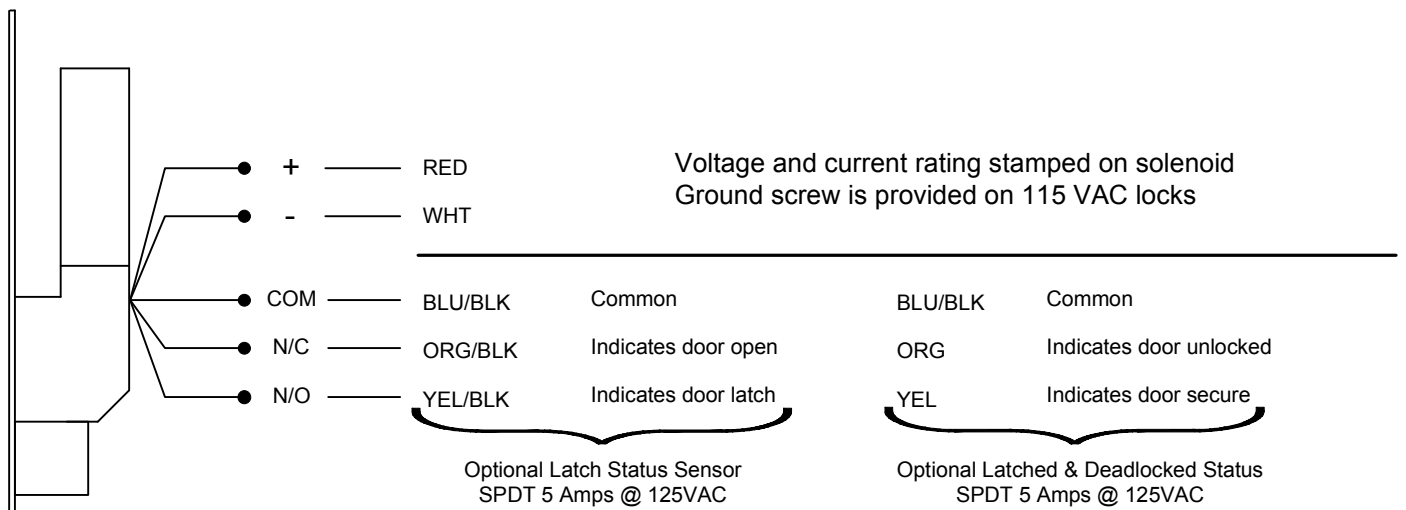 + RED
- WHT
Voltage and current rating stamped on solenoid
Ground screw is provided on 115 VAC locks
COM BLU/BLK Common BLU/BLK Common
N/C ORG/BLK Indicates door open ORG Indicates door unlocked
N/O YEL/BLK Indicates door latch YEL Indicates door secure
Optional Latch Status Sensor
SPDT 5 Amps @ 125VAC
Optional Latched & Deadlocked Status
SPDT 5 Amps @ 125VAC